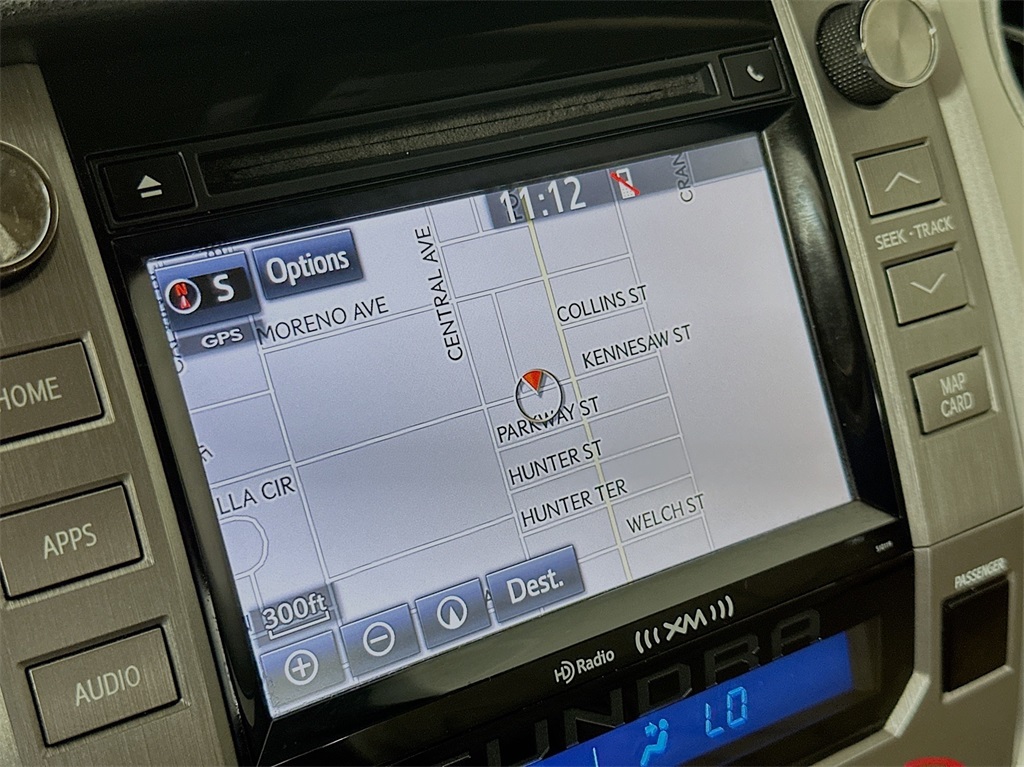 11:12
Options
N
S
GPS
MORENO AVE
CENTRAL AVE
COLLINS ST
KENNESAW ST
PARKWAY ST
HUNTER ST
HUNTER TER
WELCH ST
LLA CIR
300ft
Dest.
HOME
APPS
AUDIO
SEEK • TRACK
MAP
CARD
PASSENGER
HD Radio
((( XM )))
TUNDRA
LO